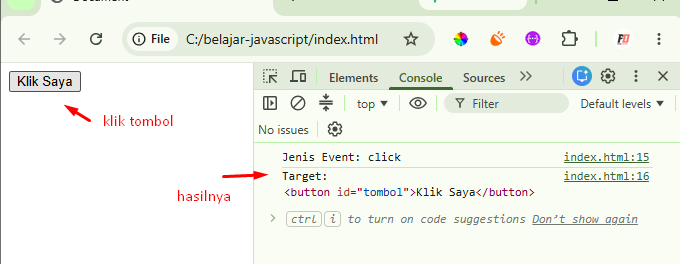 Document
File C:/belajar-javascript/index.html
Klik Saya
klik tombol
hasilnya
Elements Console Sources
top Filter Default levels
No issues
Jenis Event: click index.html:15
Target: index.html:16
<button id="tombol">Klik Saya</button>
ctrl i to turn on code suggestions Don't show again